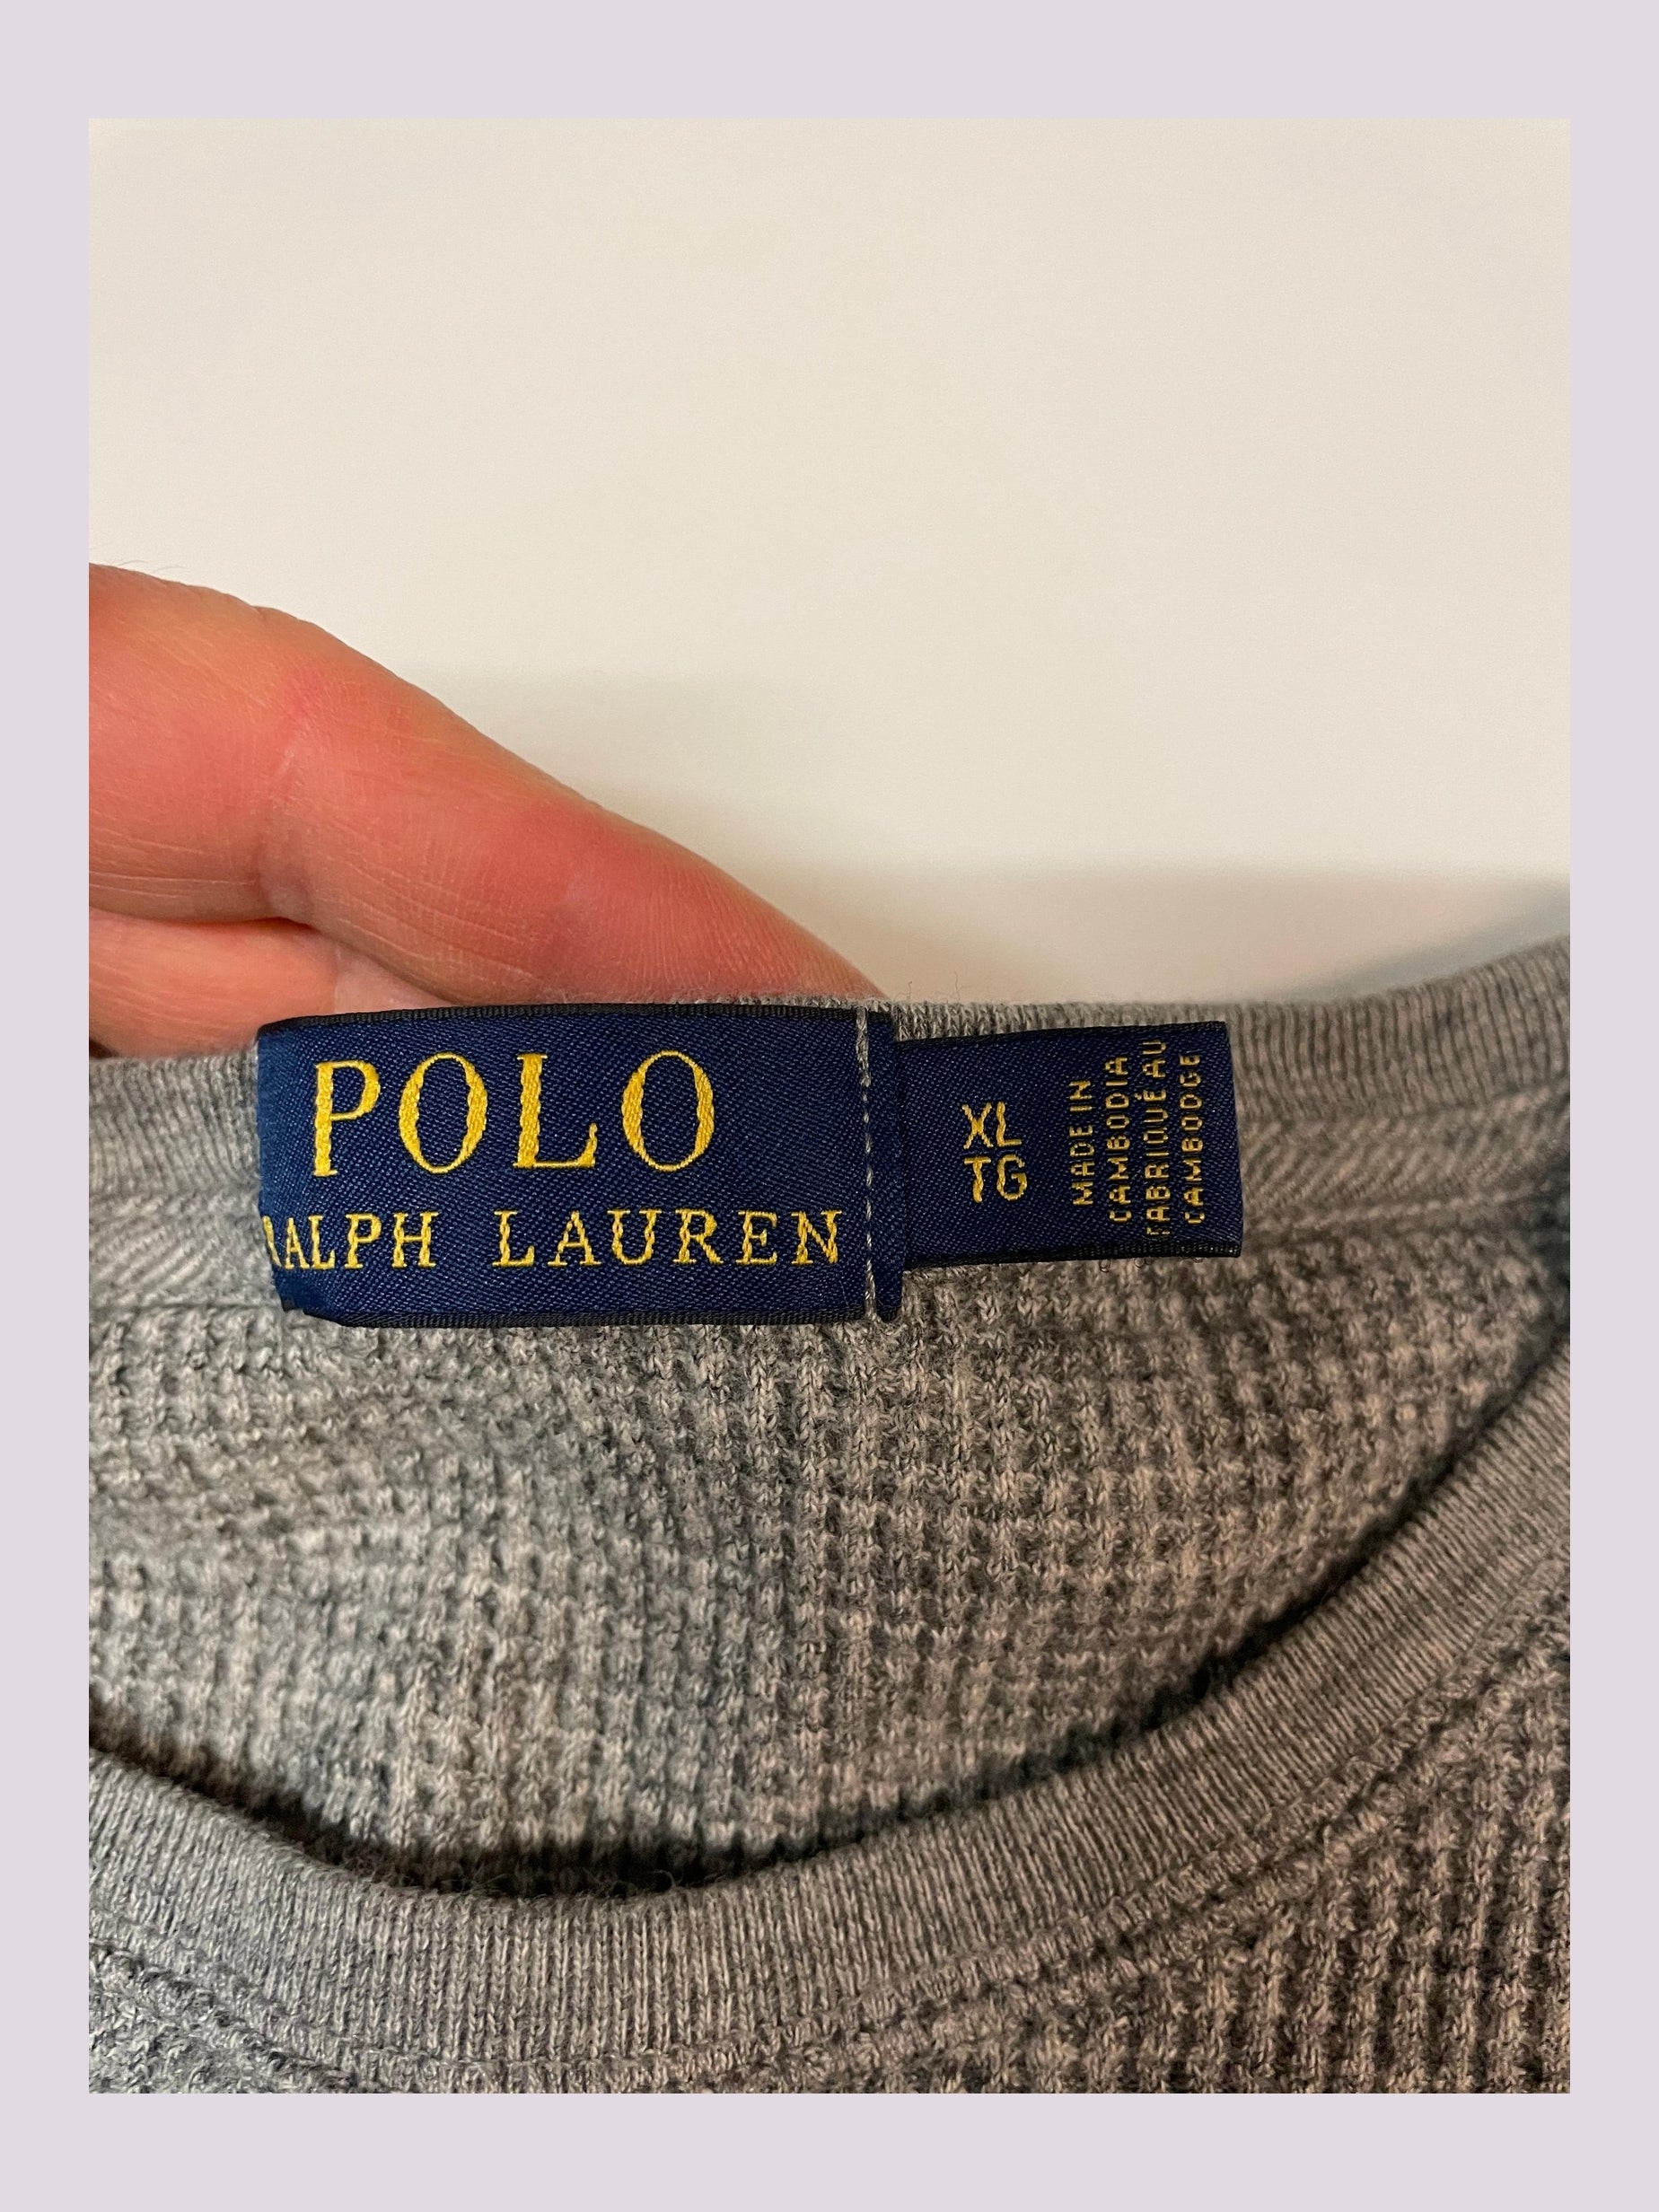 POLO
RALPH LAUREN
XL
TG
MADE IN
CAMBODIA
FABRIQUÉ AU
CAMBODGE